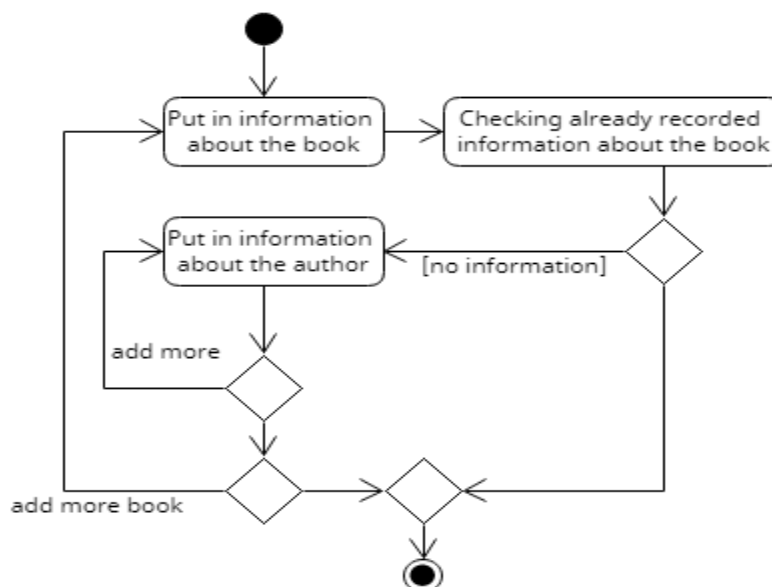 Put in information
about the book
Checking already recorded
information about the book
Put in information
about the author
[no information]
add more
add more book